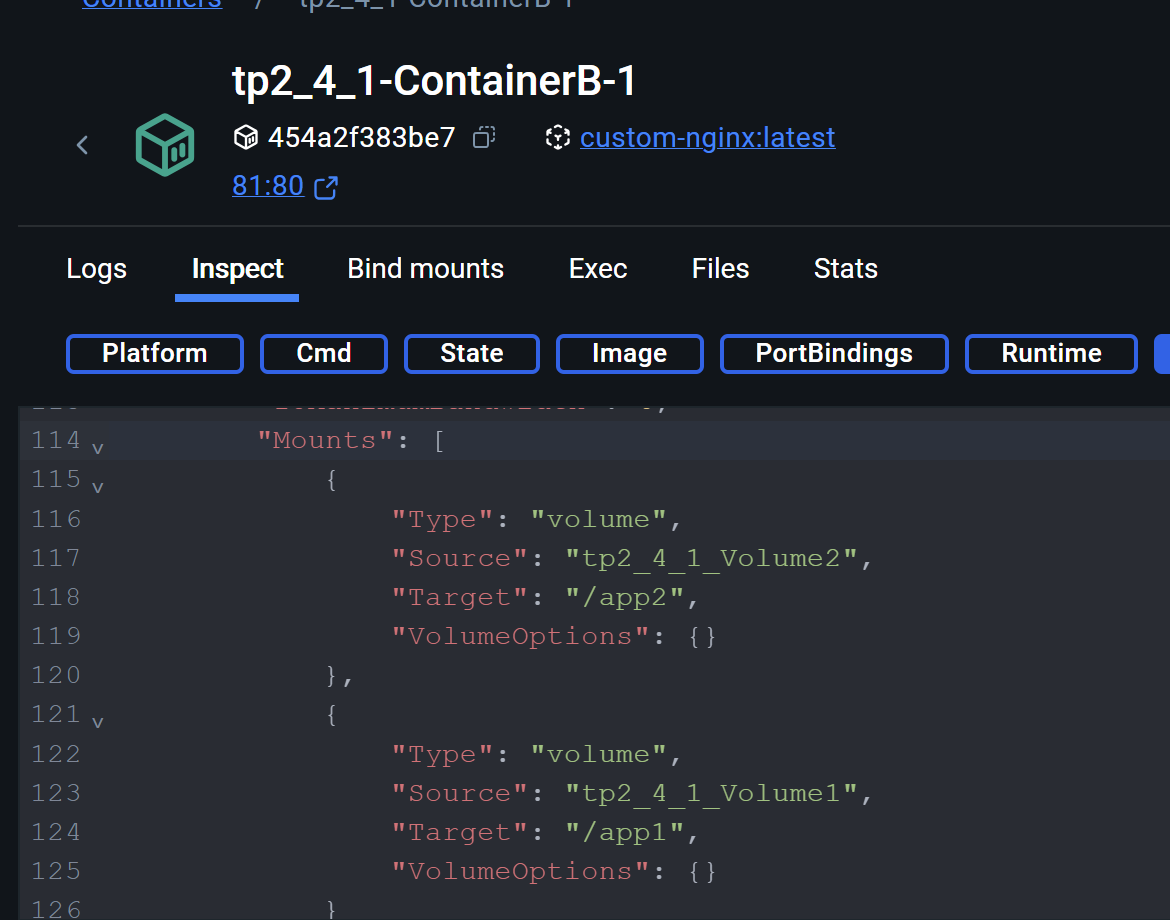 Containers / tp2_4_1-ContainerB-1
tp2_4_1-ContainerB-1
454a2f383be7 custom-nginx:latest
81:80
Logs Inspect Bind mounts Exec Files Stats
Platform Cmd State Image PortBindings Runtime
114 "Mounts": [
115 {
116 "Type": "volume",
117 "Source": "tp2_4_1_Volume2",
118 "Target": "/app2",
119 "VolumeOptions": {}
120 },
121 {
122 "Type": "volume",
123 "Source": "tp2_4_1_Volume1",
124 "Target": "/app1",
125 "VolumeOptions": {}
126 }